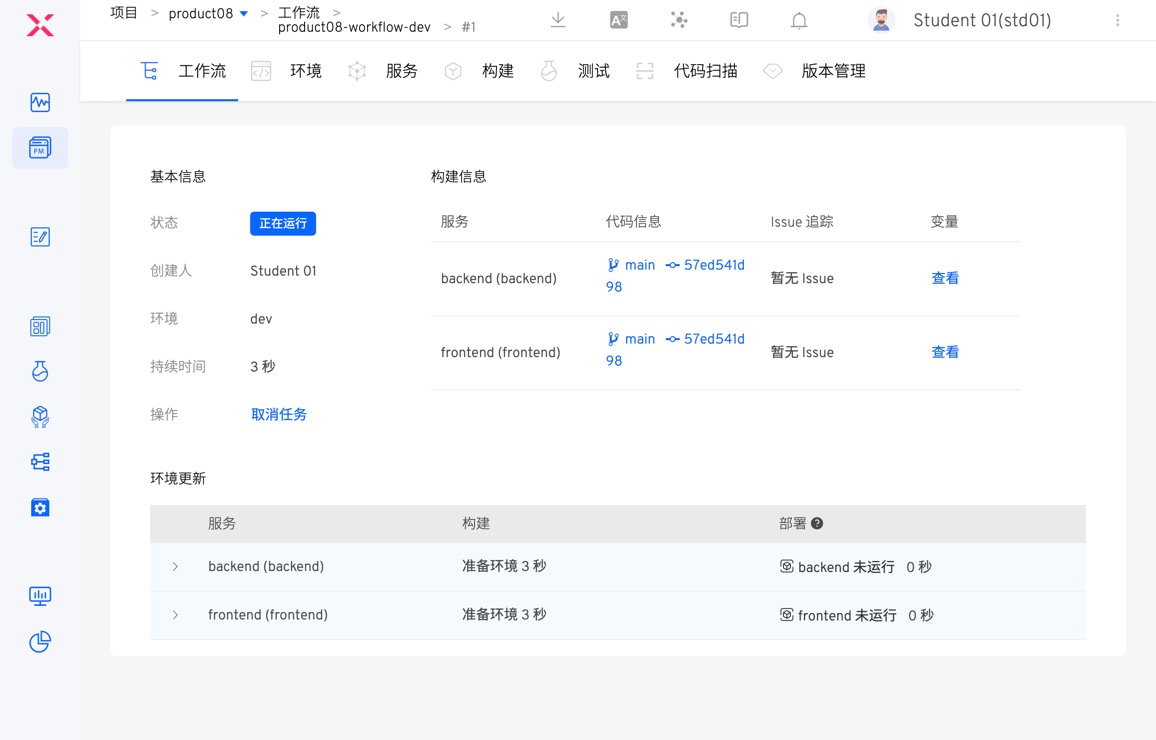 项目 > product08 > 工作流 >
product08-workflow-dev > #1
Student 01(std01)
工作流 环境 服务 构建 测试 代码扫描 版本管理
PM
基本信息
状态 正在运行
创建人 Student 01
环境 dev
持续时间 3 秒
操作 取消任务
构建信息
服务 代码信息 Issue 追踪 变量
backend (backend) main 57ed541d 暂无 Issue 查看
98
frontend (frontend) main 57ed541d 暂无 Issue 查看
98
环境更新
服务 构建 部署
backend (backend) 准备环境 3 秒 backend 未运行 0 秒
frontend (frontend) 准备环境 3 秒 frontend 未运行 0 秒